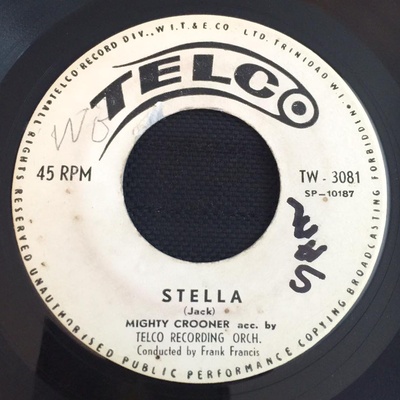 TELCO RECORD DIV., W.I.T. & CO LTD. TRINIDAD W.I.
TELCO
45 RPM
TW - 3081
SP-10187
STELLA
(Jack)
MIGHTY CROONER acc. by
TELCO RECORDING ORCH.
Conducted by Frank Francis
ALL RIGHTS RESERVED UNAUTHORISED PUBLIC PERFORMANCE COPYING BROADCASTING FORBIDDEN